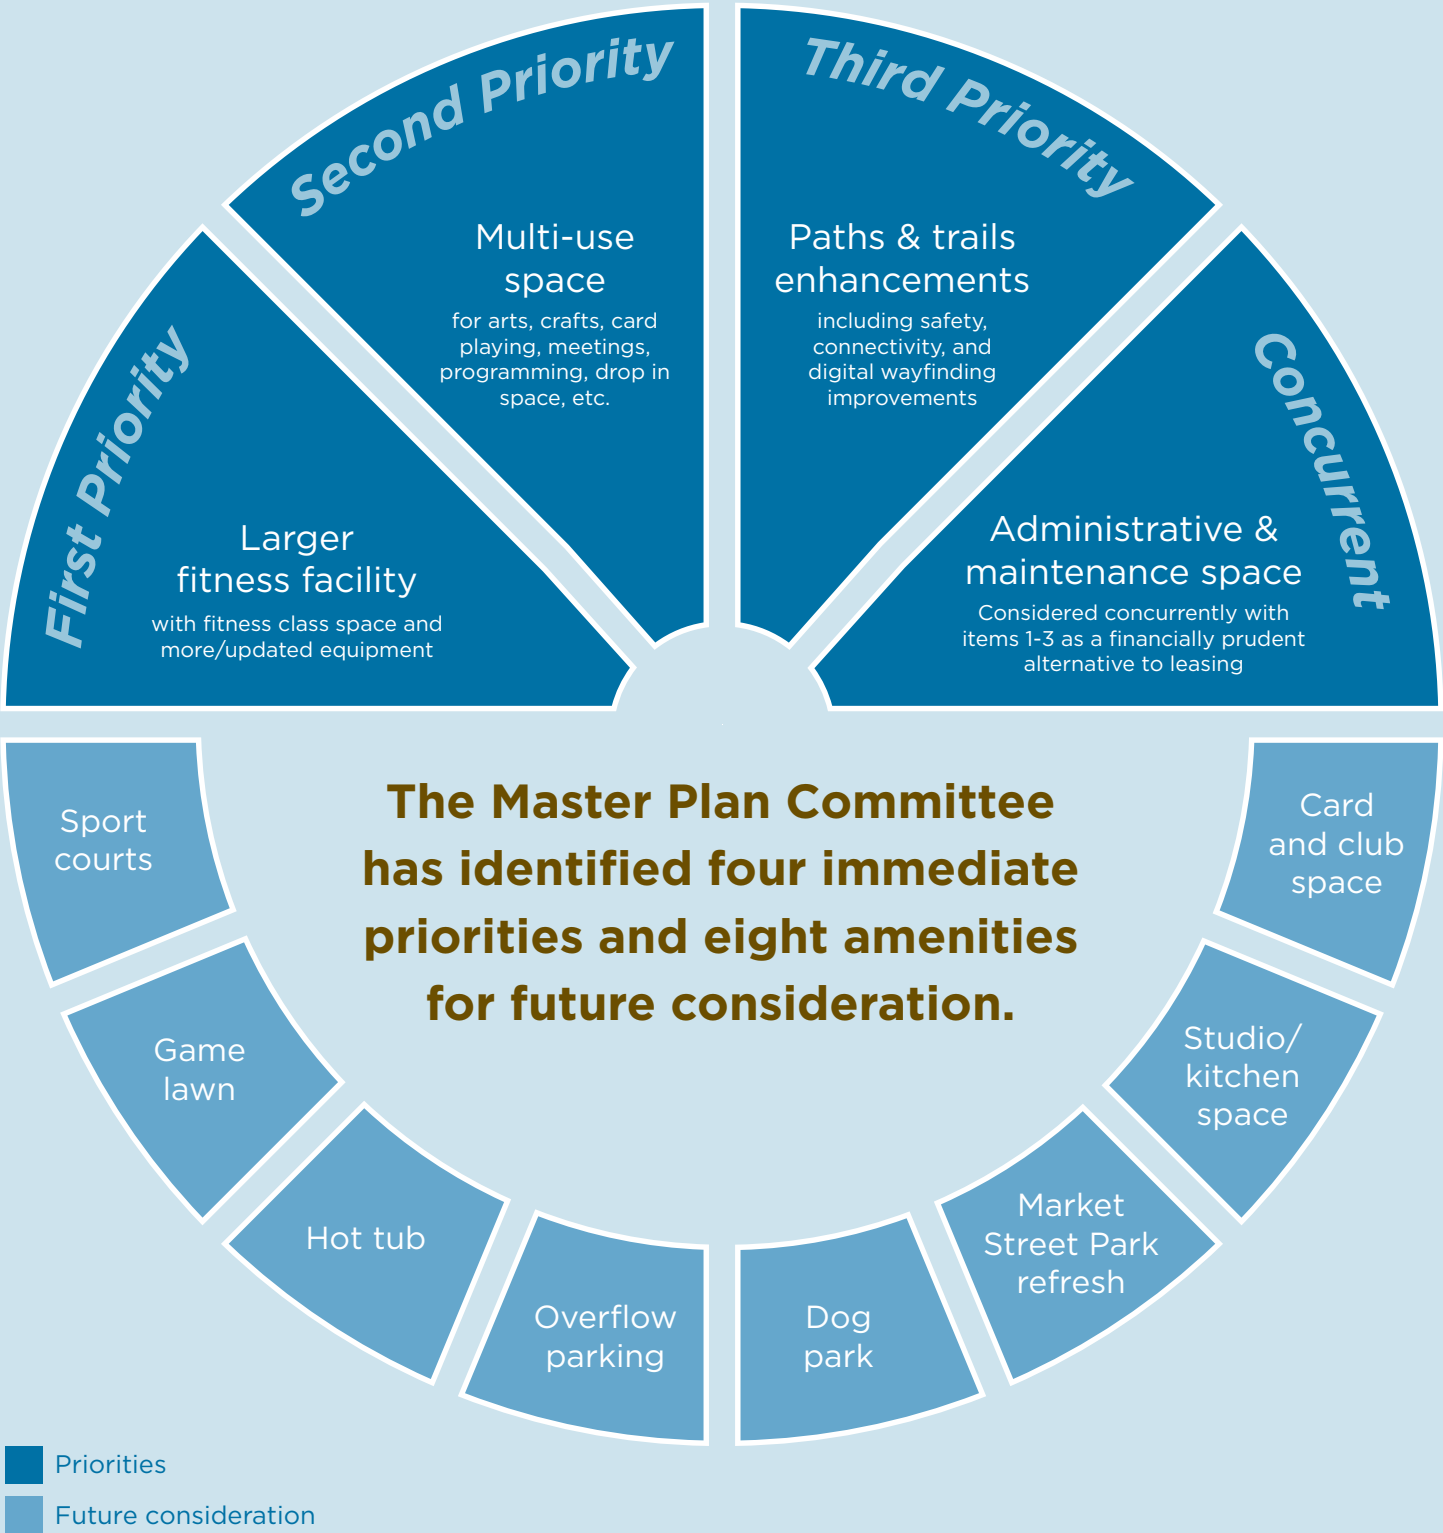 First Priority
Larger
fitness facility
with fitness class space and
more/updated equipment
Second Priority
Multi-use
space
for arts, crafts, card
playing, meetings,
programming, drop in
space, etc.
Third Priority
Paths & trails
enhancements
including safety,
connectivity, and
digital wayfinding
improvements
Concurrent
Administrative &
maintenance space
Considered concurrently with
items 1-3 as a financially prudent
alternative to leasing
The Master Plan Committee
has identified four immediate
priorities and eight amenities
for future consideration.
Sport
courts
Game
lawn
Hot tub
Overflow
parking
Dog
park
Market
Street Park
refresh
Studio/
kitchen
space
Card
and club
space
Priorities
Future consideration